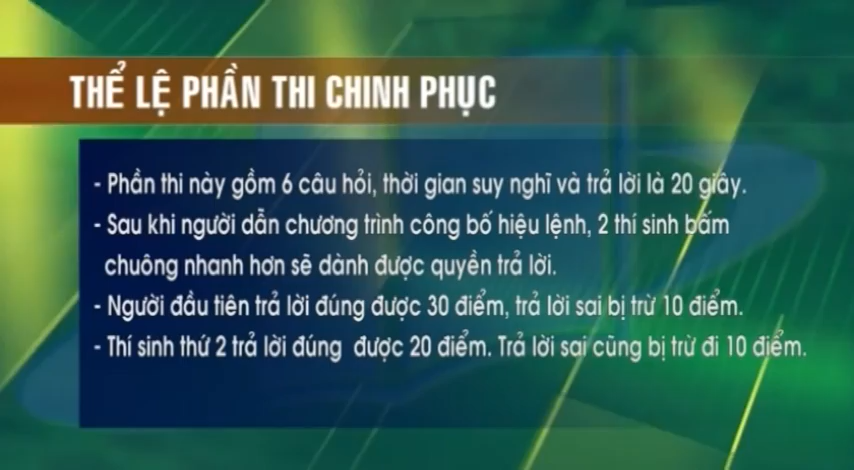 THỂ LỆ PHẦN THI CHINH PHỤC
- Phần thi này gồm 6 câu hỏi, thời gian suy nghĩ và trả lời là 20 giây.
- Sau khi người dẫn chương trình công bố hiệu lệnh, 2 thí sinh bấm
chuông nhanh hơn sẽ dành được quyền trả lời.
- Người đầu tiên trả lời đúng được 30 điểm, trả lời sai bị trừ 10 điểm.
- Thí sinh thứ 2 trả lời đúng được 20 điểm. Trả lời sai cũng bị trừ đi 10 điểm.